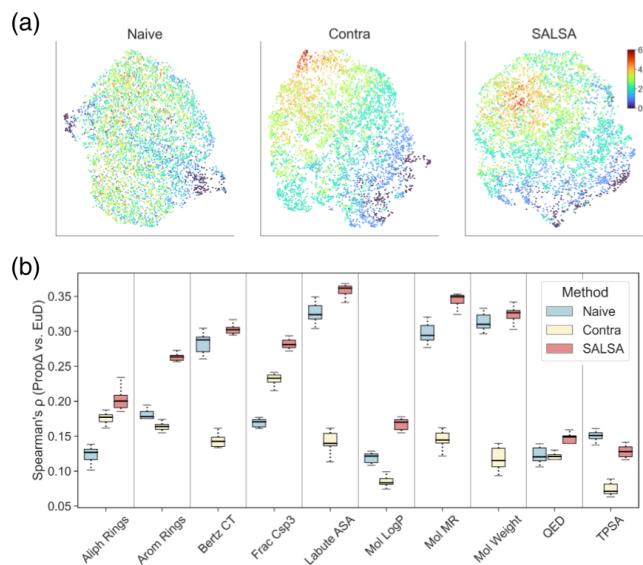 (a)
Naive
Contra
SALSA
6
4
2
0
(b)
Spearman's ρ (PropΔ vs. EuD)
0.35
0.30
0.25
0.20
0.15
0.10
0.05
Method
Naive
Contra
SALSA
Aliph Rings
Arom Rings
Bertz CT
Frac Csp3
Labute ASA
Mol LogP
Mol MR
Mol Weight
QED
TPSA